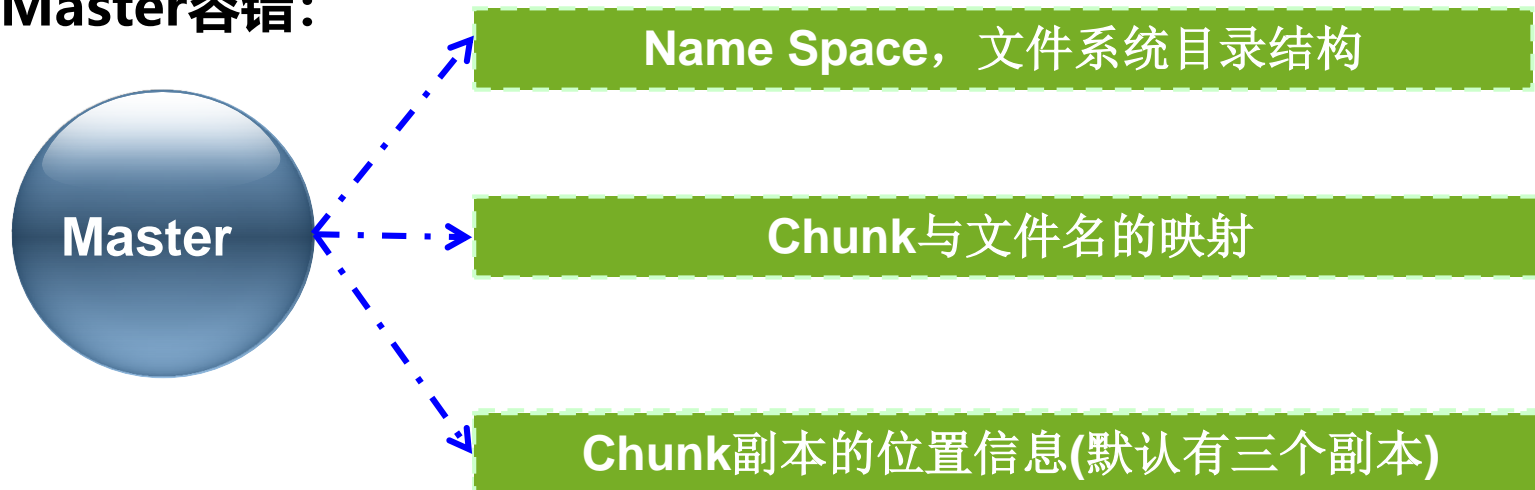 Master容错：
Name Space，文件系统目录结构
Master
Chunk与文件名的映射
Chunk副本的位置信息(默认有三个副本)